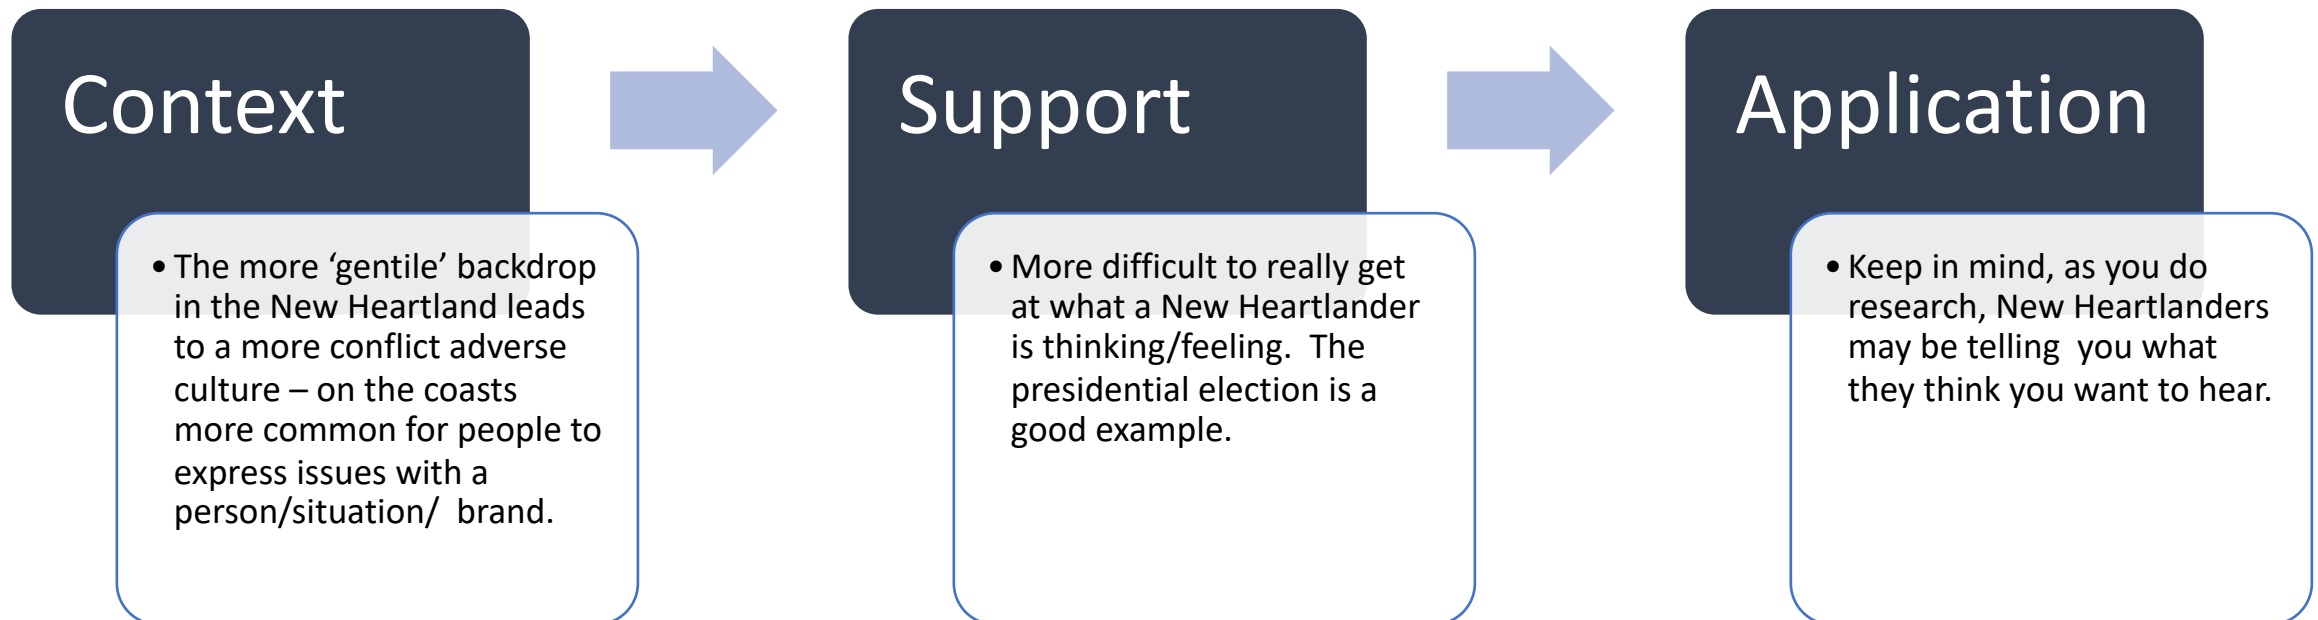 Context
• The more ‘gentile’ backdrop
in the New Heartland leads
to a more conflict adverse
culture – on the coasts
more common for people to
express issues with a
person/situation/  brand.
Support
• More difficult to really get
at what a New Heartlander
is thinking/feeling.  The
presidential election is a
good example.
Application
• Keep in mind, as you do
research, New Heartlanders
may be telling  you what
they think you want to hear.